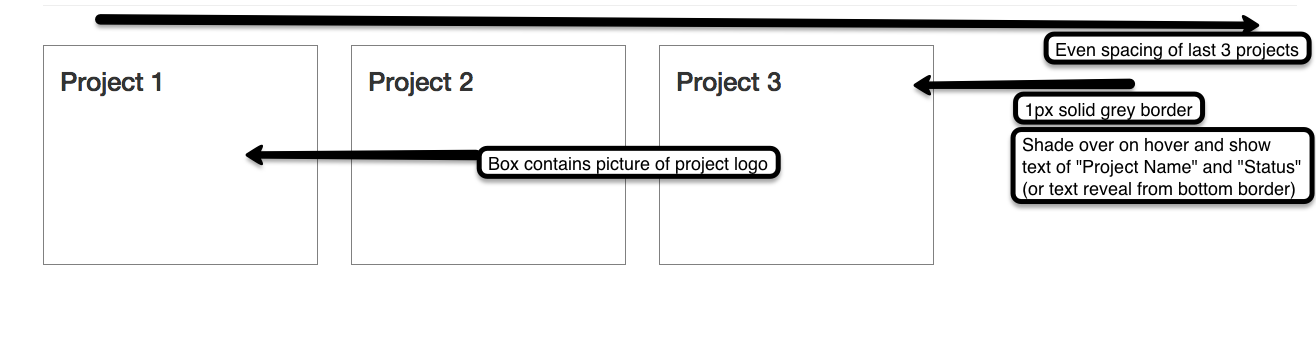 Even spacing of last 3 projects
Project 1
Project 2
Project 3
1px solid grey border
Shade over on hover and show
text of "Project Name" and "Status"
(or text reveal from bottom border)
Box contains picture of project logo